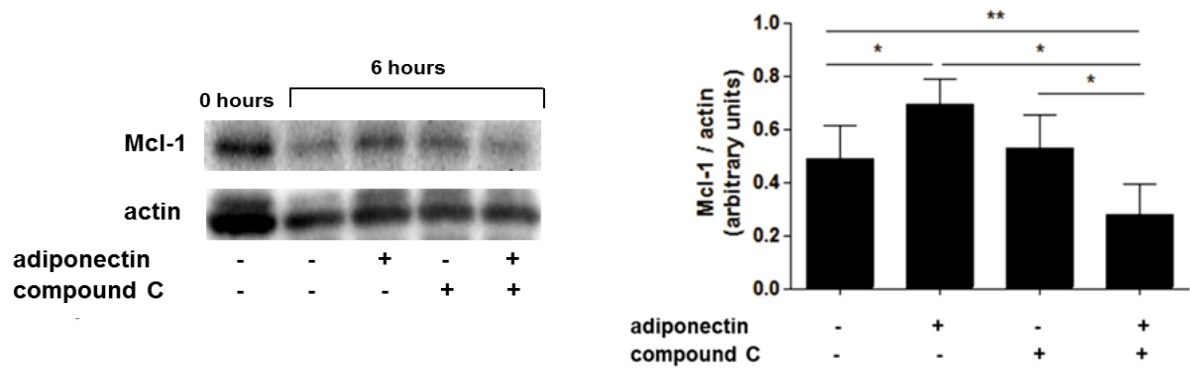 6 hours
0 hours
Mcl-1
actin
adiponectin - - + - +
compound C - - - + +
Mcl-1 / actin
(arbitrary units)
1.0
0.8
0.6
0.4
0.2
0.0
**
* *
*
adiponectin - + - +
compound C - - + +